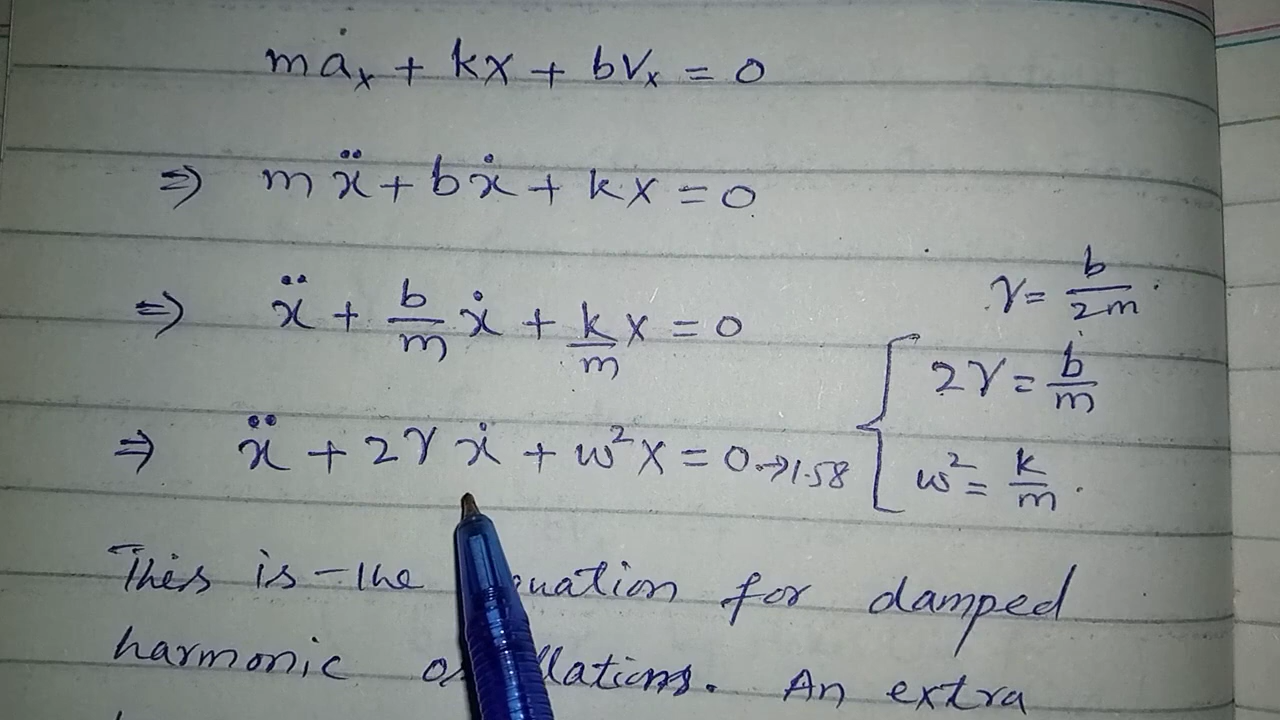 ma_x + kx + bv_x = 0
⇒ mẍ + bẋ + kx = 0
⇒ ẍ + b/m ẋ + k/m x = 0
γ = b/2m.
⇒ ẍ + 2γẋ + ω²x = 0. → 1.58
2γ = b/m
ω² = k/m.
This is the for damped
harmonic. An extra